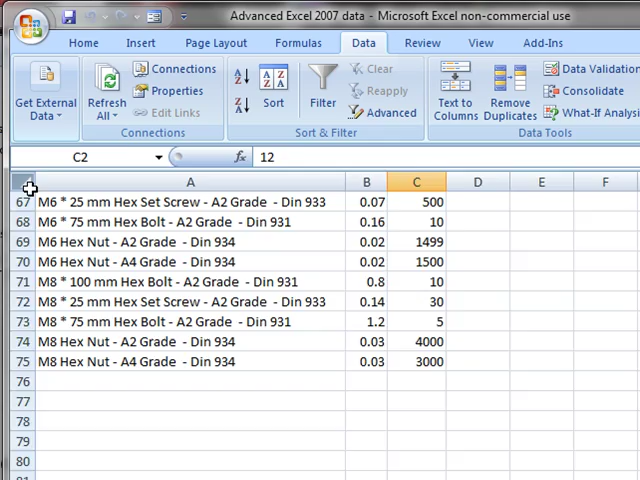 Advanced Excel 2007 data - Microsoft Excel non-commercial use
Home Insert Page Layout Formulas Data Review View Add-Ins
Get External Data
Refresh All
Connections
Properties
Edit Links
Connections
Sort
Filter
Clear
Reapply
Advanced
Sort & Filter
Text to Columns
Remove Duplicates
Data Validation
Consolidate
What-If Analysi
Data Tools
C2 fx 12
A B C D E F
67 M6 * 25 mm Hex Set Screw - A2 Grade - Din 933 0.07 500
68 M6 * 75 mm Hex Bolt - A2 Grade - Din 931 0.16 10
69 M6 Hex Nut - A2 Grade - Din 934 0.02 1499
70 M6 Hex Nut - A4 Grade - Din 934 0.02 1500
71 M8 * 100 mm Hex Bolt - A2 Grade - Din 931 0.8 10
72 M8 * 25 mm Hex Set Screw - A2 Grade - Din 933 0.14 30
73 M8 * 75 mm Hex Bolt - A2 Grade - Din 931 1.2 5
74 M8 Hex Nut - A2 Grade - Din 934 0.03 4000
75 M8 Hex Nut - A4 Grade - Din 934 0.03 3000
76
77
78
79
80